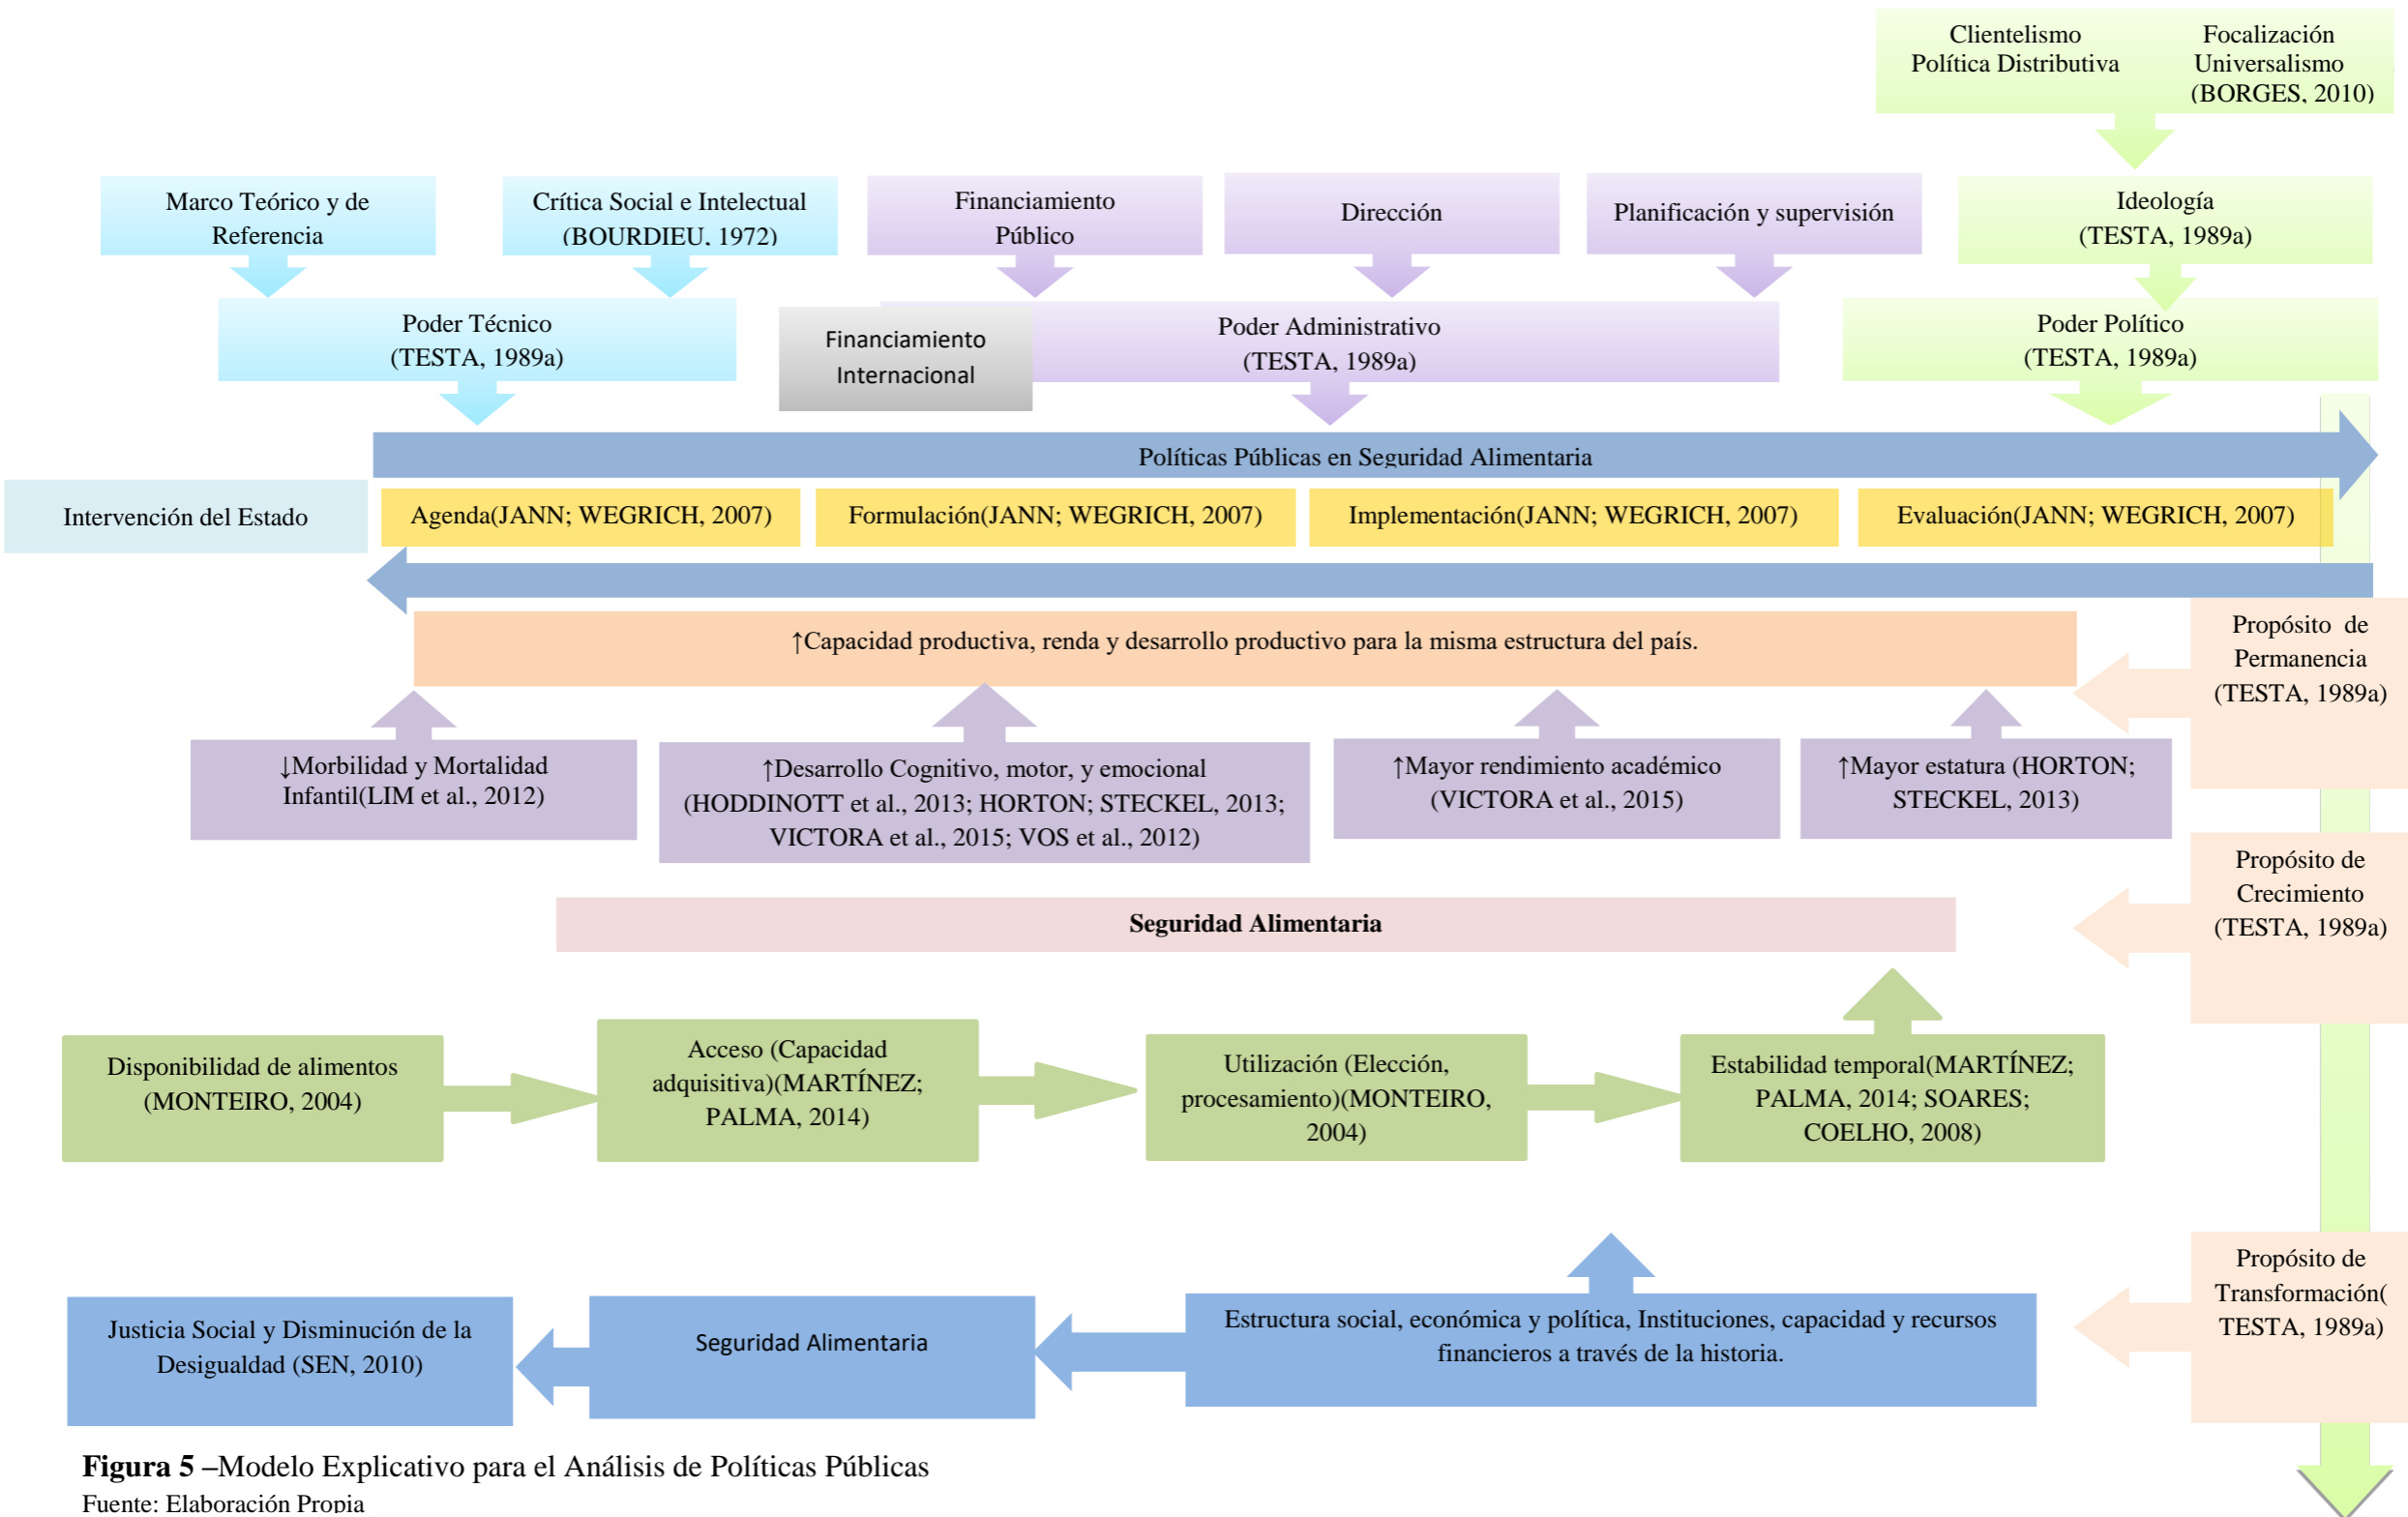 Clientelismo
Política Distributiva
Focalización
Universalismo
(BORGES, 2010)
Marco Teórico y de
Referencia
Crítica Social e Intelectual
(BOURDIEU, 1972)
Financiamiento
Público
Dirección
Planificación y supervisión
Ideología
(TESTA, 1989a)
Poder Técnico
(TESTA, 1989a)
Financiamiento
Internacional
Poder Administrativo
(TESTA, 1989a)
Poder Político
(TESTA, 1989a)
Políticas Públicas en Seguridad Alimentaria
Intervención del Estado
Agenda(JANN; WEGRICH, 2007)
Formulación(JANN; WEGRICH, 2007)
Implementación(JANN; WEGRICH, 2007)
Evaluación(JANN; WEGRICH, 2007)
↑Capacidad productiva, renda y desarrollo productivo para la misma estructura del país.
Propósito de
Permanencia
(TESTA, 1989a)
↓Morbilidad y Mortalidad
Infantil(LIM et al., 2012)
↑Desarrollo Cognitivo, motor, y emocional
(HODDINOTT et al., 2013; HORTON; STECKEL, 2013;
VICTORA et al., 2015; VOS et al., 2012)
↑Mayor rendimiento académico
(VICTORA et al., 2015)
↑Mayor estatura (HORTON;
STECKEL, 2013)
Propósito de
Crecimiento
(TESTA, 1989a)
Seguridad Alimentaria
Disponibilidad de alimentos
(MONTEIRO, 2004)
Acceso (Capacidad
adquisitiva)(MARTÍNEZ;
PALMA, 2014)
Utilización (Elección,
procesamiento)(MONTEIRO,
2004)
Estabilidad temporal(MARTÍNEZ;
PALMA, 2014; SOARES;
COELHO, 2008)
Propósito de
Transformación(
TESTA, 1989a)
Justicia Social y Disminución de la
Desigualdad (SEN, 2010)
Seguridad Alimentaria
Estructura social, económica y política, Instituciones, capacidad y recursos
financieros a través de la historia.
Figura 5 –Modelo Explicativo para el Análisis de Políticas Públicas
Fuente: Elaboración Propia